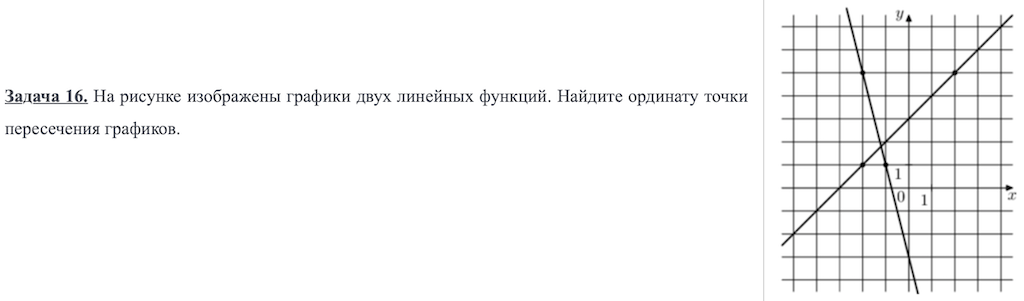 Задача 16. На рисунке изображены графики двух линейных функций. Найдите ординату точки
пересечения графиков.
y
1
0 1
x